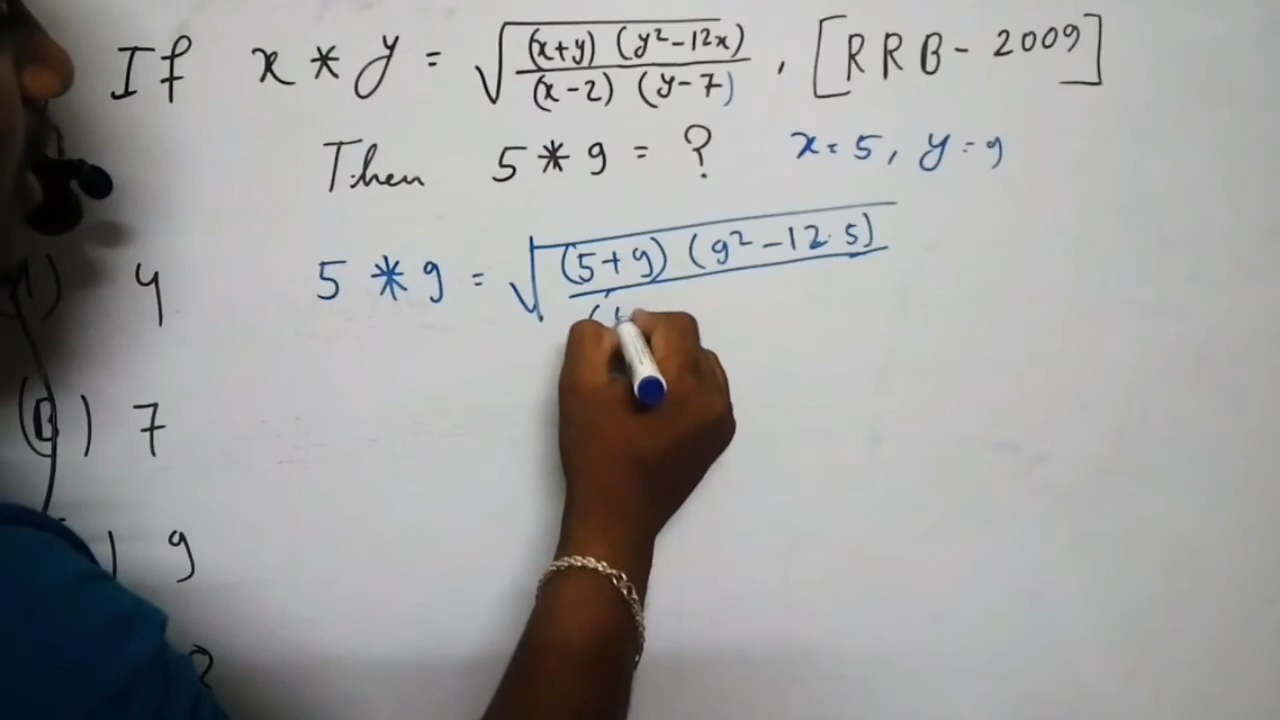 If x * y = √((x+y) (y²-12x) / (x-2) (y-7)) , [RRB - 2009]
Then 5 * 9 = ? x = 5, y = 9
5 * 9 = √((5+9) (9²-12.5) / (
) 4
(B) 7
) 9